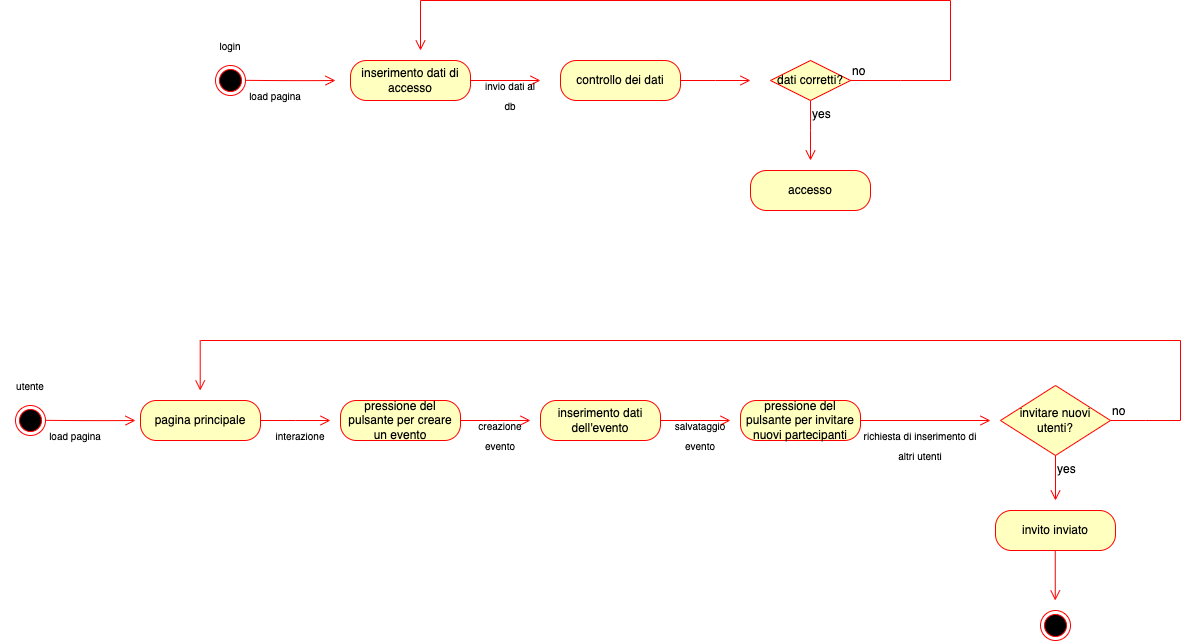 login
load pagina
inserimento dati di
accesso
invio dati al
db
controllo dei dati
dati corretti?
no
yes
accesso
utente
load pagina
pagina principale
interazione
pressione del
pulsante per creare
un evento
creazione
evento
inserimento dati
dell'evento
salvataggio
evento
pressione del
pulsante per invitare
nuovi partecipanti
richiesta di inserimento di
altri utenti
invitare nuovi
utenti?
no
yes
invito inviato